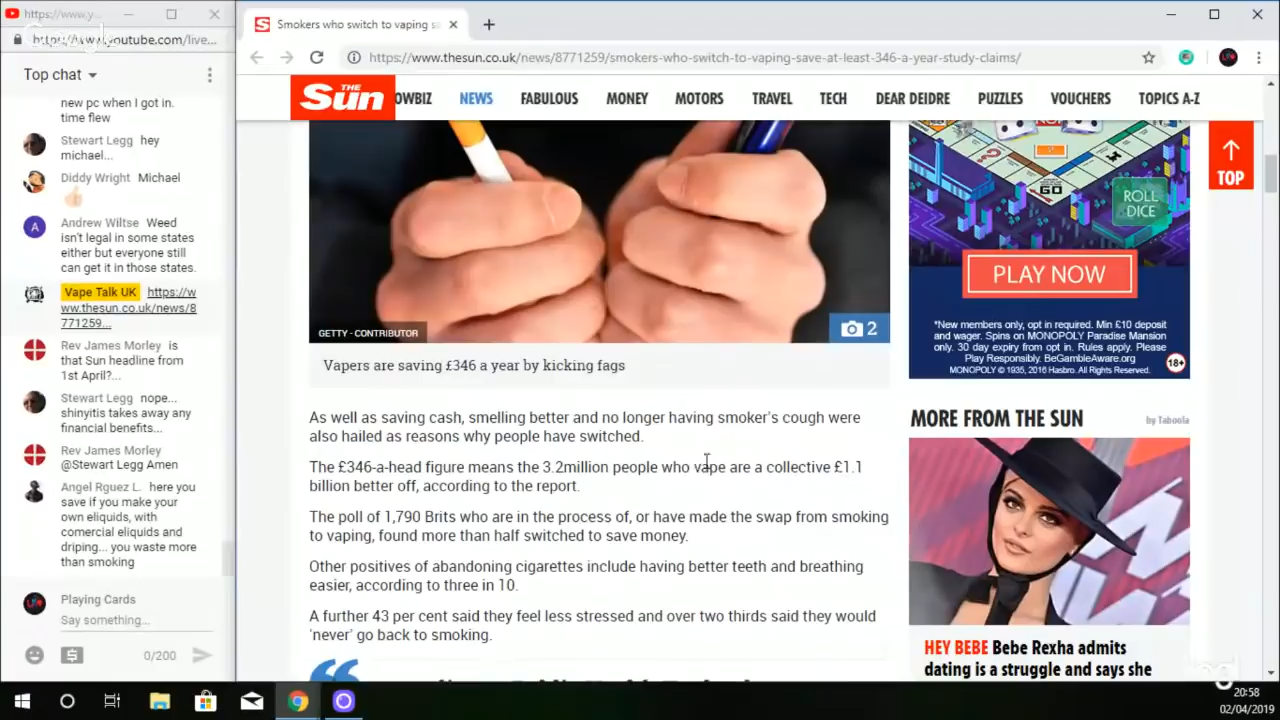 https://www.y...
https://www.youtube.com/live...
Top chat
new pc when I got in.
time flew
Stewart Legg hey
michael...
Diddy Wright Michael
Andrew Wiltse Weed
isn't legal in some states
either but everyone still
can get it in those states.
Vape Talk UK https://w
ww.thesun.co.uk/news/8
771259...
Rev James Morley is
that Sun headline from
1st April?...
Stewart Legg nope...
shinyitis takes away any
financial benefits...
Rev James Morley
@Stewart Legg Amen
Angel Rguez L. here you
save if you make your
own eliquids, with
comercial eliquids and
driping... you waste more
than smoking
Playing Cards
Say something...
0/200
Smokers who switch to vaping sa
https://www.thesun.co.uk/news/8771259/smokers-who-switch-to-vaping-save-at-least-346-a-year-study-claims/
THE
Sun
OWBIZ NEWS FABULOUS MONEY MOTORS TRAVEL TECH DEAR DEIDRE PUZZLES VOUCHERS TOPICS A-Z
GETTY - CONTRIBUTOR
2
Vapers are saving £346 a year by kicking fags
As well as saving cash, smelling better and no longer having smoker's cough were
also hailed as reasons why people have switched.
The £346-a-head figure means the 3.2million people who vape are a collective £1.1
billion better off, according to the report.
The poll of 1,790 Brits who are in the process of, or have made the swap from smoking
to vaping, found more than half switched to save money.
Other positives of abandoning cigarettes include having better teeth and breathing
easier, according to three in 10.
A further 43 per cent said they feel less stressed and over two thirds said they would
'never' go back to smoking.
GO
ROLL
DICE
PLAY NOW
*New members only, opt in required. Min £10 deposit
and wager. Spins on MONOPOLY Paradise Mansion
only. 30 day expiry from opt in. Rules apply. Please
Play Responsibly. BeGambleAware.org
MONOPOLY © 1935, 2016 Hasbro. All Rights Reserved.
18+
TOP
MORE FROM THE SUN
by Taboola
HEY BEBE Bebe Rexha admits
dating is a struggle and says she
20:58
02/04/2019